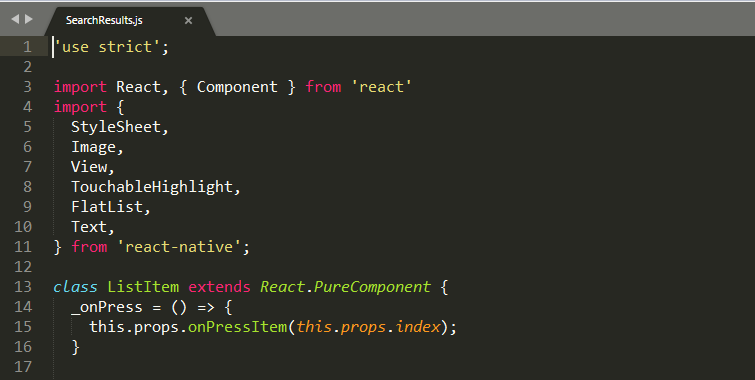 SearchResults.js
1 'use strict';
2
3 import React, { Component } from 'react'
4 import {
5   StyleSheet,
6   Image,
7   View,
8   TouchableHighlight,
9   FlatList,
10   Text,
11 } from 'react-native';
12
13 class ListItem extends React.PureComponent {
14   _onPress = () => {
15     this.props.onPressItem(this.props.index);
16   }
17